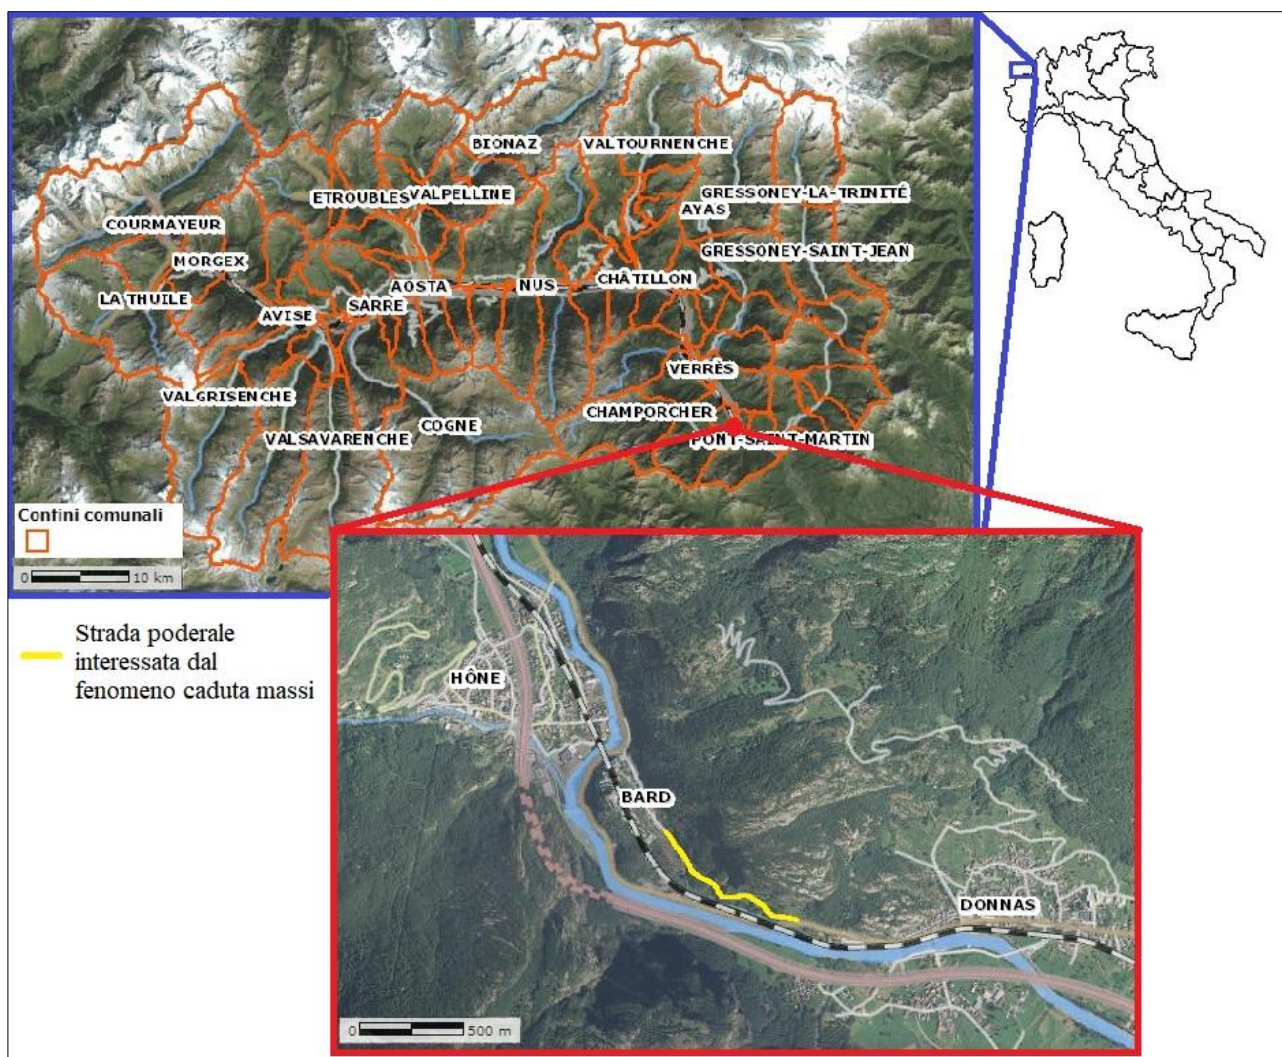 BIONAZ
VALTOURNENCHE
ETROUBLES
VALPELLINE
GRESSONEY-LA-TRINITÉ
AYAS
COURMAYEUR
GRESSONEY-SAINT-JEAN
MORGEX
CHÂTILLON
AOSTA
NUS
LA THUILE
SARRE
AVISE
VERRÈS
VALGRISENCHE
CHAMPORCHER
COGNE
VALSAVARENCHE
PONT-SAINT-MARTIN
Confini comunali
0 10 km
Strada poderale
interessata dal
fenomeno caduta massi
HÔNE
BARD
DONNAS
0 500 m